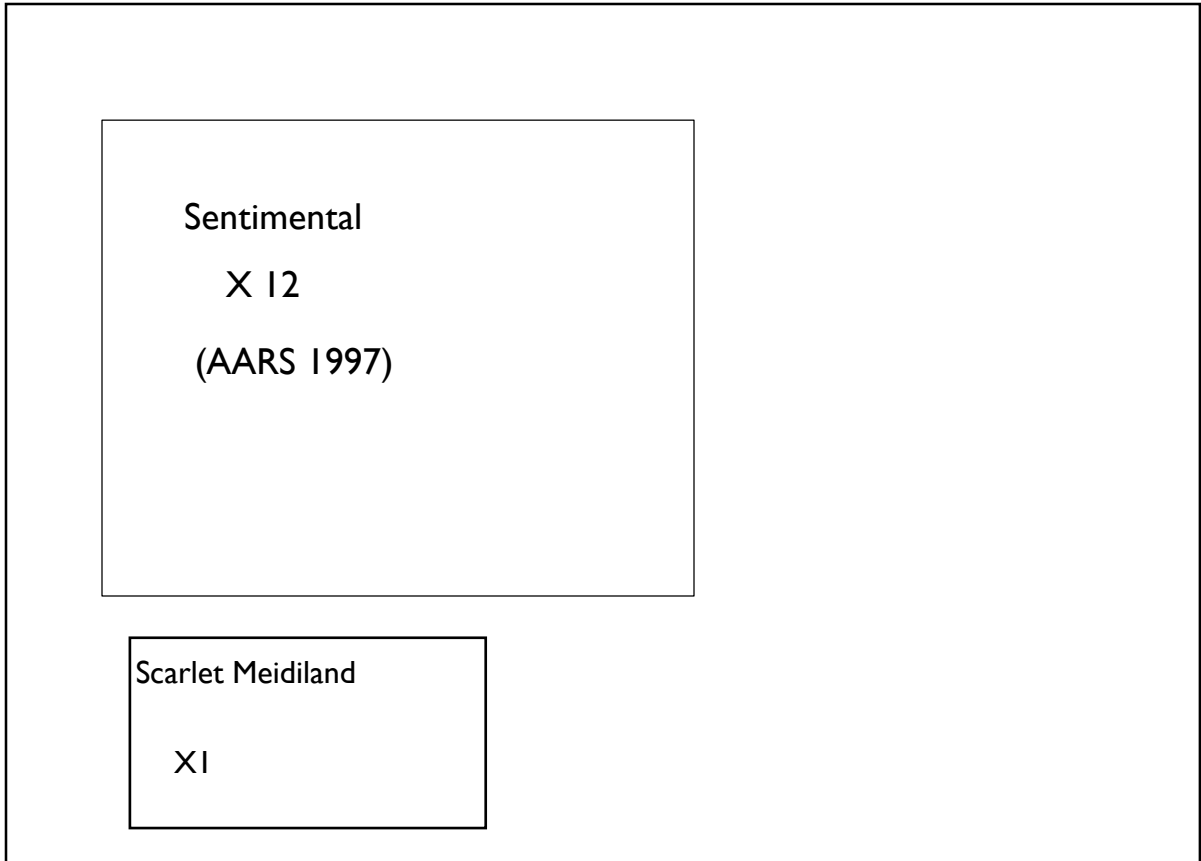 Sentimental
X 12
(AARS 1997)
Scarlet Meidiland
X1